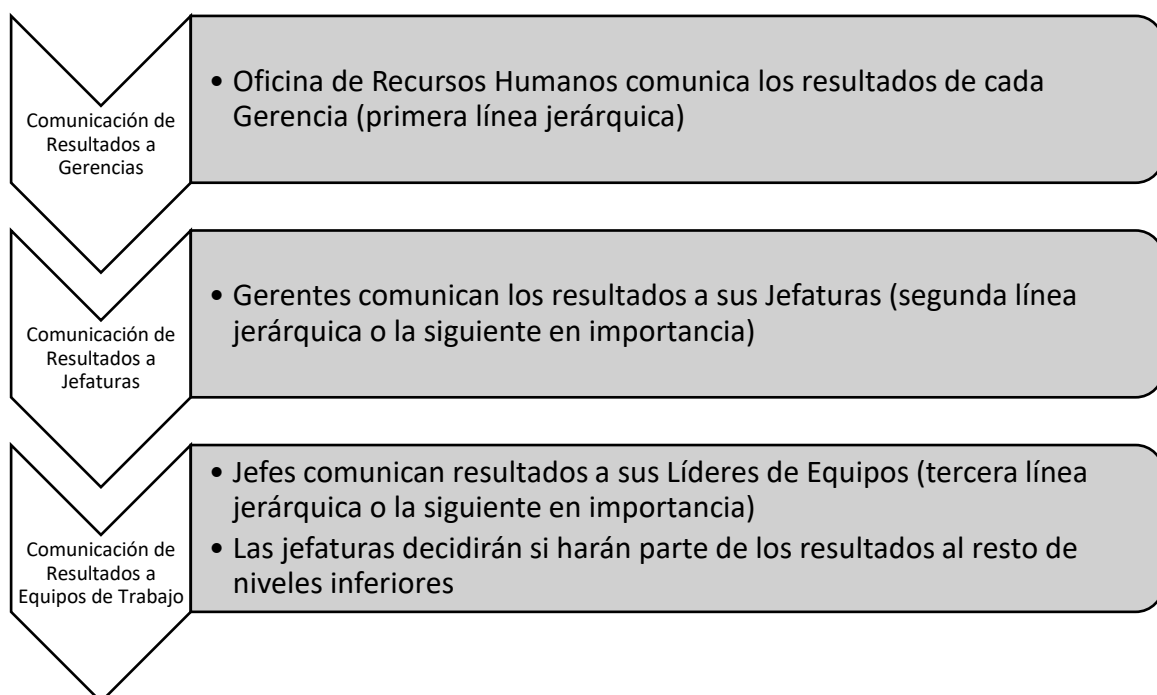 Comunicación de
Resultados a
Gerencias
• Oficina de Recursos Humanos comunica los resultados de cada
Gerencia (primera línea jerárquica)
Comunicación de
Resultados a
Jefaturas
• Gerentes comunican los resultados a sus Jefaturas (segunda línea
jerárquica o la siguiente en importancia)
Comunicación de
Resultados a
Equipos de Trabajo
• Jefes comunican resultados a sus Líderes de Equipos (tercera línea
jerárquica o la siguiente en importancia)
• Las jefaturas decidirán si harán parte de los resultados al resto de
niveles inferiores